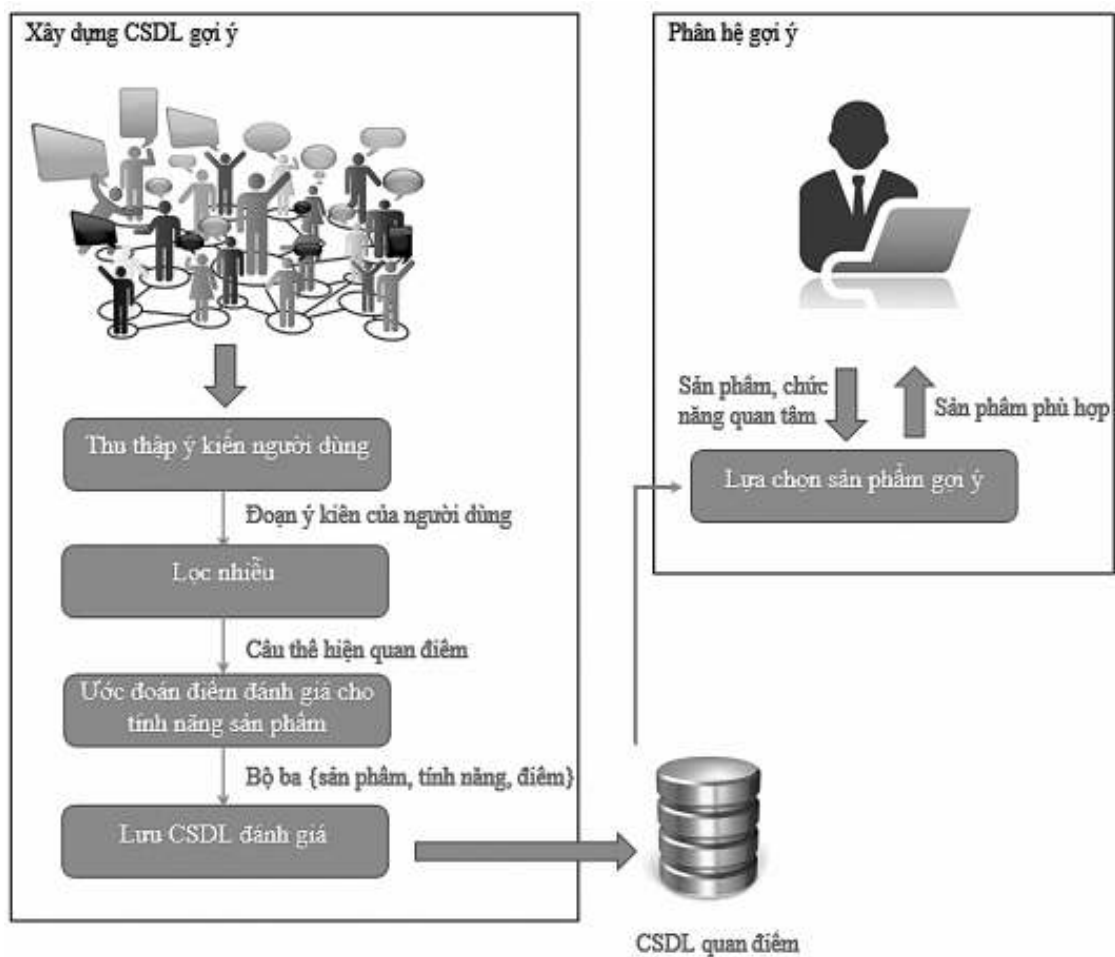 Xây dựng CSDL gợi ý
Thu thập ý kiến người dùng
Đoạn ý kiên của người dùng
Lọc nhiễu
Câu thể hiện quan điểm
Ước đoán điểm đánh giá cho
tính năng sản phẩm
Bộ ba {sản phẩm, tính năng, điểm}
Lưu CSDL đánh giá
CSDL quan điểm
Phân hệ gợi ý
Sản phẩm, chức
năng quan tâm
Sản phẩm phù hợp
Lựa chọn sản phẩm gợi ý